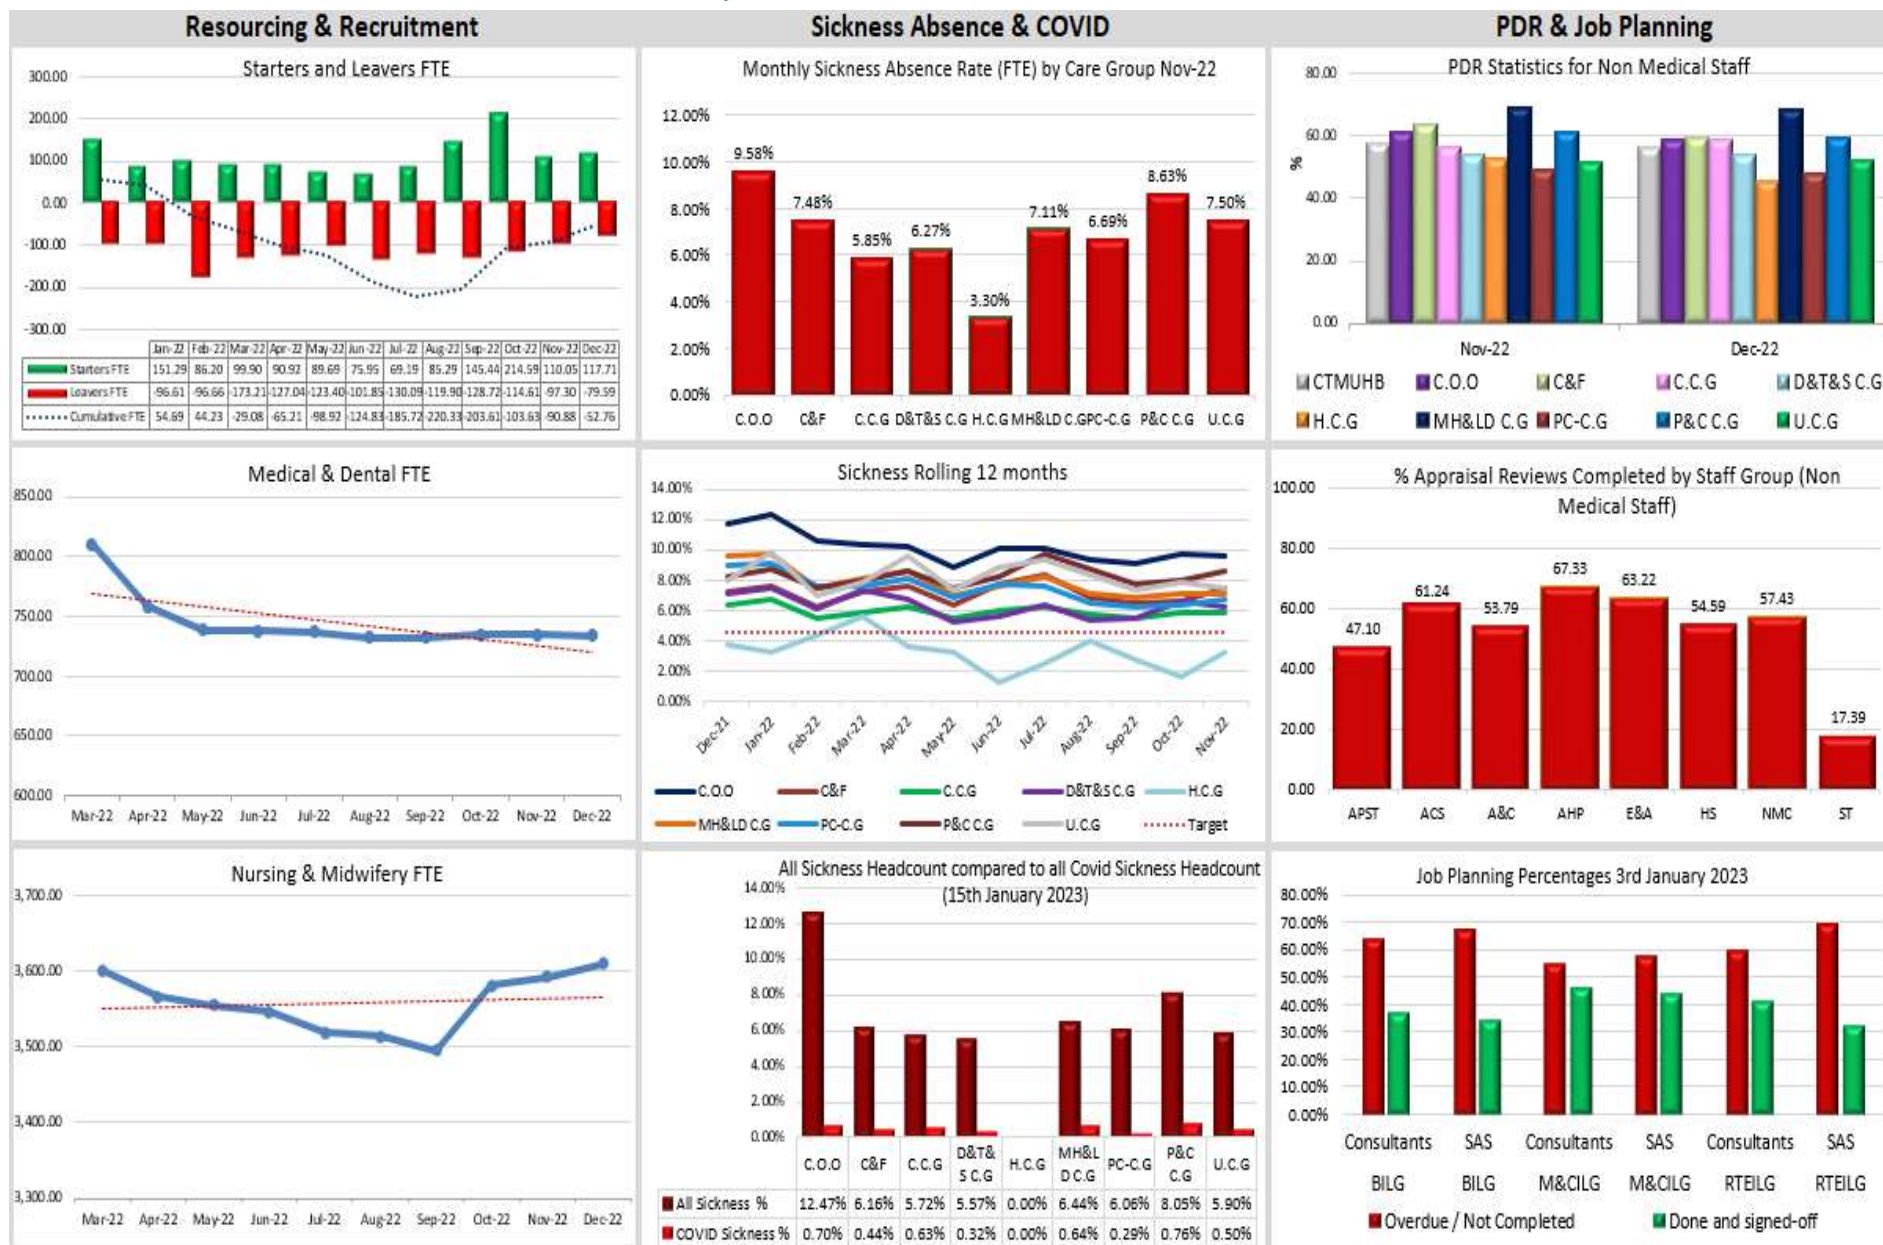 Resourcing & Recruitment
Starters and Leavers FTE
300.00
200.00
100.00
0.00
-100.00
-200.00
-300.00
Jan-22 Feb-22 Mar-22 Apr-22 May-22 Jun-22 Jul-22 Aug-22 Sep-22 Oct-22 Nov-22 Dec-22
Starters FTE 151.29 86.20 99.90 90.92 89.69 75.95 69.19 85.29 145.44 214.59 110.05 117.71
Leavers FTE -96.61 -96.66 -173.21 -127.04 -123.40 -101.85 -130.09 -119.90 -128.72 -114.61 -97.30 -79.59
Cumulative FTE 54.69 44.23 -29.08 -65.21 -98.92 -124.83 -185.72 -220.33 -203.61 -103.63 -90.88 -52.76
Medical & Dental FTE
850.00
800.00
750.00
700.00
650.00
600.00
Mar-22 Apr-22 May-22 Jun-22 Jul-22 Aug-22 Sep-22 Oct-22 Nov-22 Dec-22
Nursing & Midwifery FTE
3,700.00
3,600.00
3,500.00
3,400.00
3,300.00
Mar-22 Apr-22 May-22 Jun-22 Jul-22 Aug-22 Sep-22 Oct-22 Nov-22 Dec-22
Sickness Absence & COVID
Monthly Sickness Absence Rate (FTE) by Care Group Nov-22
12.00%
10.00%
8.00%
6.00%
4.00%
2.00%
0.00%
9.58% 7.48% 5.85% 6.27% 3.30% 7.11% 6.69% 8.63% 7.50%
C.O.O C&F C.C.G D&T&S C.G H.C.G MH&LD C.G PC-C.G P&C C.G U.C.G
Sickness Rolling 12 months
14.00%
12.00%
10.00%
8.00%
6.00%
4.00%
2.00%
0.00%
Dec-21 Jan-22 Feb-22 Mar-22 Apr-22 May-22 Jun-22 Jul-22 Aug-22 Sep-22 Oct-22 Nov-22
C.O.O C&F C.C.G D&T&S C.G H.C.G
MH&LD C.G PC-C.G P&C C.G U.C.G Target
All Sickness Headcount compared to all Covid Sickness Headcount
(15th January 2023)
14.00%
12.00%
10.00%
8.00%
6.00%
4.00%
2.00%
0.00%
C.O.O C&F C.C.G D&T& S C.G H.C.G MH&L D C.G PC-C.G P&C C.G U.C.G
All Sickness % 12.47% 6.16% 5.72% 5.57% 0.00% 6.44% 6.06% 8.05% 5.90%
COVID Sickness % 0.70% 0.44% 0.63% 0.32% 0.00% 0.64% 0.29% 0.76% 0.50%
PDR & Job Planning
PDR Statistics for Non Medical Staff
80.00
60.00
40.00
20.00
0.00
%
Nov-22 Dec-22
CTMUHB C.O.O C&F C.C.G D&T&S C.G
H.C.G MH&LD C.G PC-C.G P&C C.G U.C.G
% Appraisal Reviews Completed by Staff Group (Non
Medical Staff)
100.00
80.00
60.00
40.00
20.00
0.00
47.10 61.24 53.79 67.33 63.22 54.59 57.43 17.39
APST ACS A&C AHP E&A HS NMC ST
Job Planning Percentages 3rd January 2023
80.00%
70.00%
60.00%
50.00%
40.00%
30.00%
20.00%
10.00%
0.00%
Consultants SAS Consultants SAS Consultants SAS
BILG BILG M&CILG M&CILG RTEILG RTEILG
Overdue / Not Completed Done and signed-off